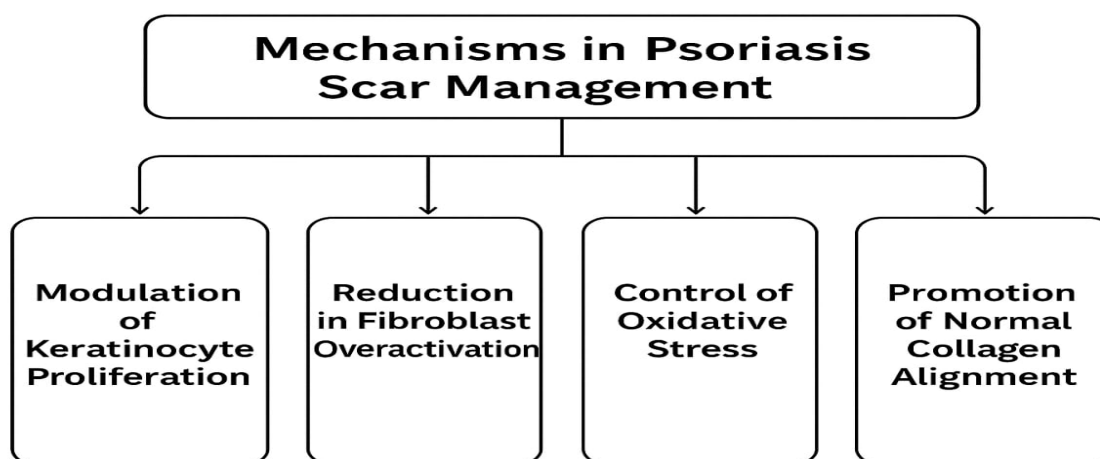 Mechanisms in Psoriasis
Scar Management
Modulation
of
Keratinocyte
Proliferation
Reduction
in Fibroblast
Overactivation
Control of
Oxidative
Stress
Promotion
of Normal
Collagen
Alignment